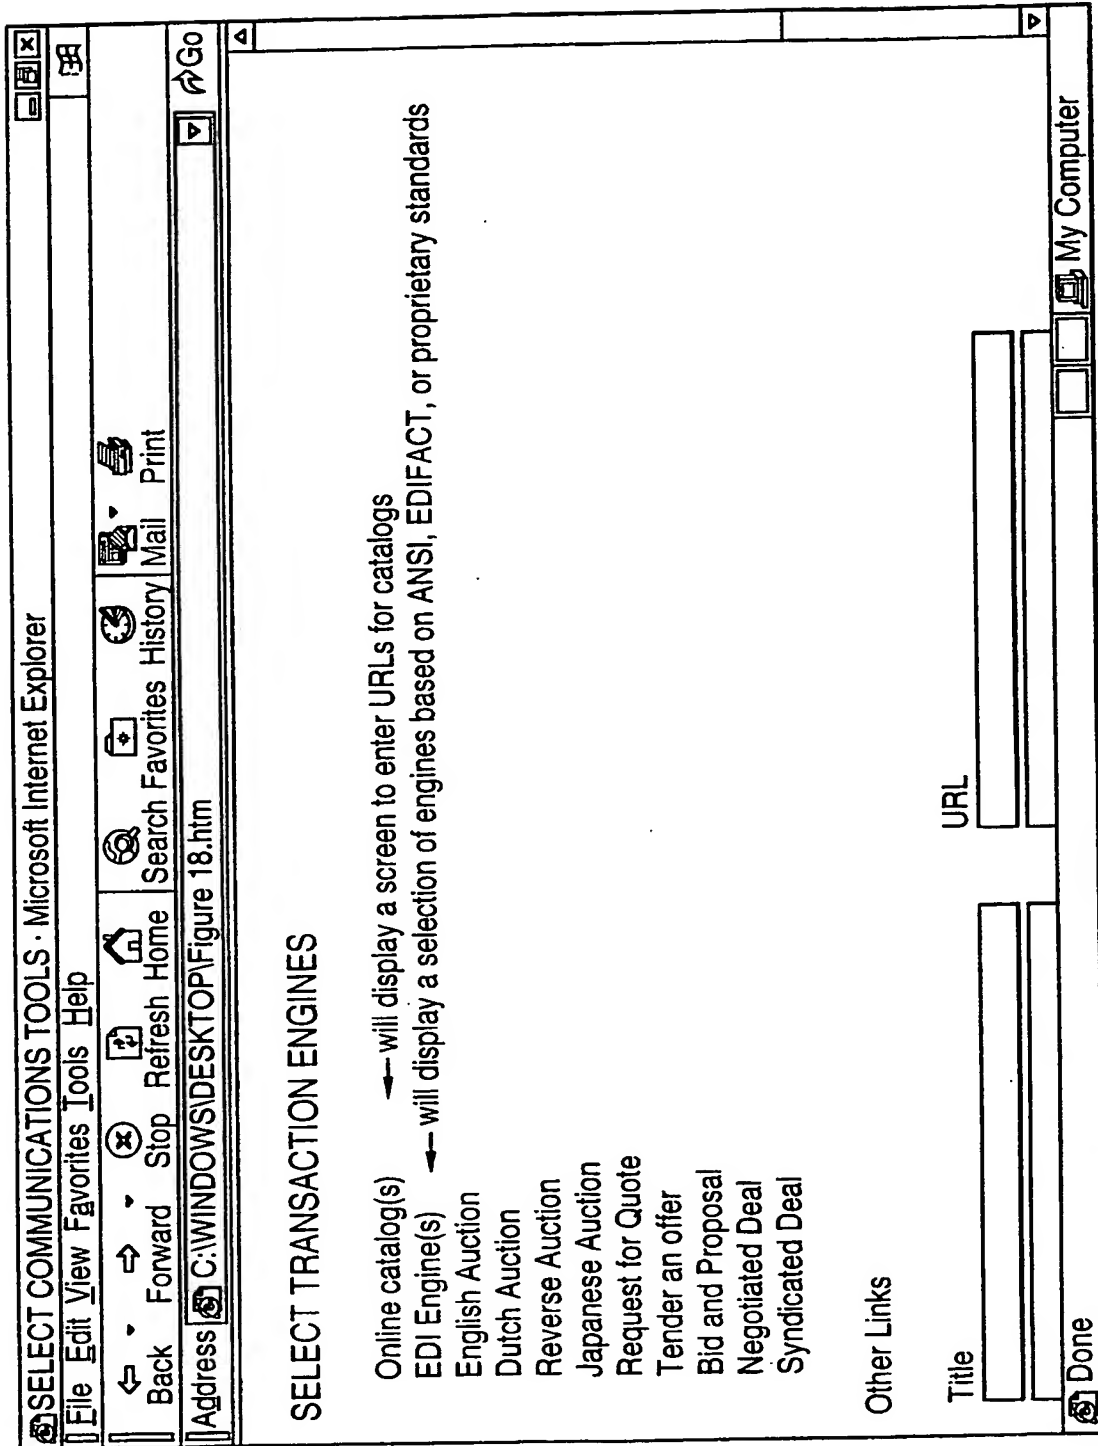 SELECT COMMUNICATIONS TOOLS · Microsoft Internet Explorer
File Edit View Favorites Tools Help
Back Forward Stop Refresh Home Search Favorites History Mail Print
Address C:\WINDOWS\DESKTOP\Figure 18.htm Go
SELECT TRANSACTION ENGINES
Online catalog(s) ←will display a screen to enter URLs for catalogs
EDI Engine(s) ←will display a selection of engines based on ANSI, EDIFACT, or proprietary standards
English Auction
Dutch Auction
Reverse Auction
Japanese Auction
Request for Quote
Tender an offer
Bid and Proposal
Negotiated Deal
Syndicated Deal
Other Links
Title URL
Done My Computer